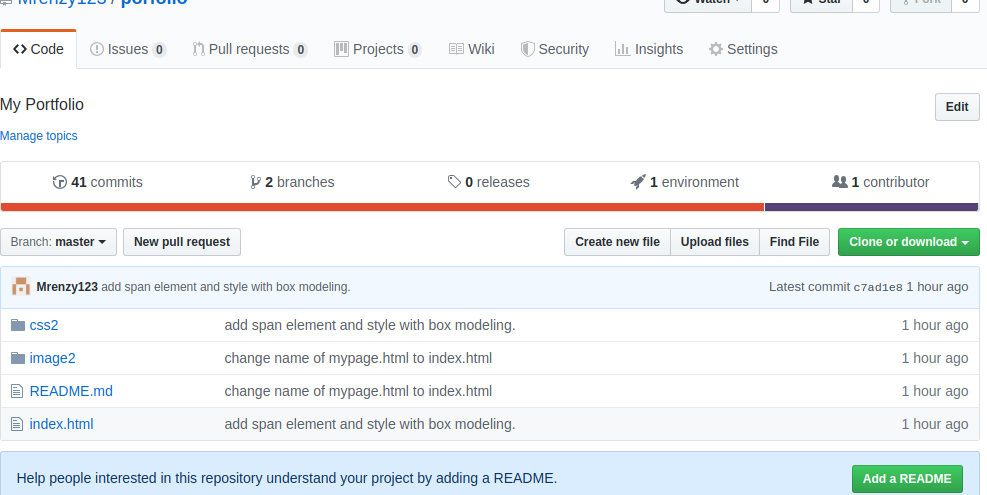 Mrenzy123 / porfolio Watch 0 Star 0 Fork 0
Code Issues 0 Pull requests 0 Projects 0 Wiki Security Insights Settings
My Portfolio Edit
Manage topics
41 commits 2 branches 0 releases 1 environment 1 contributor
Branch: master New pull request Create new file Upload files Find File Clone or download
Mrenzy123 add span element and style with box modeling. Latest commit c7ad1e8 1 hour ago
css2 add span element and style with box modeling. 1 hour ago
image2 change name of mypage.html to index.html 1 hour ago
README.md change name of mypage.html to index.html 1 hour ago
index.html add span element and style with box modeling. 1 hour ago
Help people interested in this repository understand your project by adding a README. Add a README